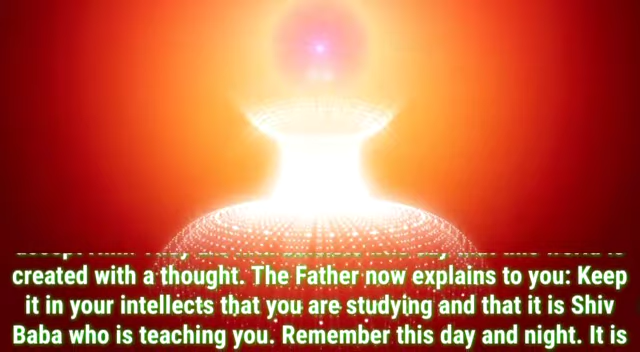 created with a thought. The Father now explains to you: Keep
it in your intellects that you are studying and that it is Shiv
Baba who is teaching you. Remember this day and night. It is